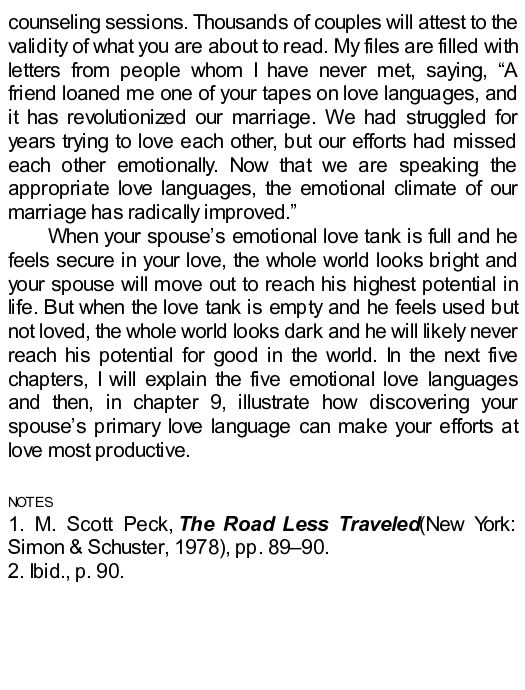 counseling sessions. Thousands of couples will attest to the
validity of what you are about to read. My files are filled with
letters from people whom I have never met, saying, “A
friend loaned me one of your tapes on love languages, and
it has revolutionized our marriage. We had struggled for
years trying to love each other, but our efforts had missed
each other emotionally. Now that we are speaking the
appropriate love languages, the emotional climate of our
marriage has radically improved.”
When your spouse’s emotional love tank is full and he
feels secure in your love, the whole world looks bright and
your spouse will move out to reach his highest potential in
life. But when the love tank is empty and he feels used but
not loved, the whole world looks dark and he will likely never
reach his potential for good in the world. In the next five
chapters, I will explain the five emotional love languages
and then, in chapter 9, illustrate how discovering your
spouse’s primary love language can make your efforts at
love most productive.
NOTES
1. M. Scott Peck, The Road Less Traveled(New York:
Simon & Schuster, 1978), pp. 89–90.
2. Ibid., p. 90.